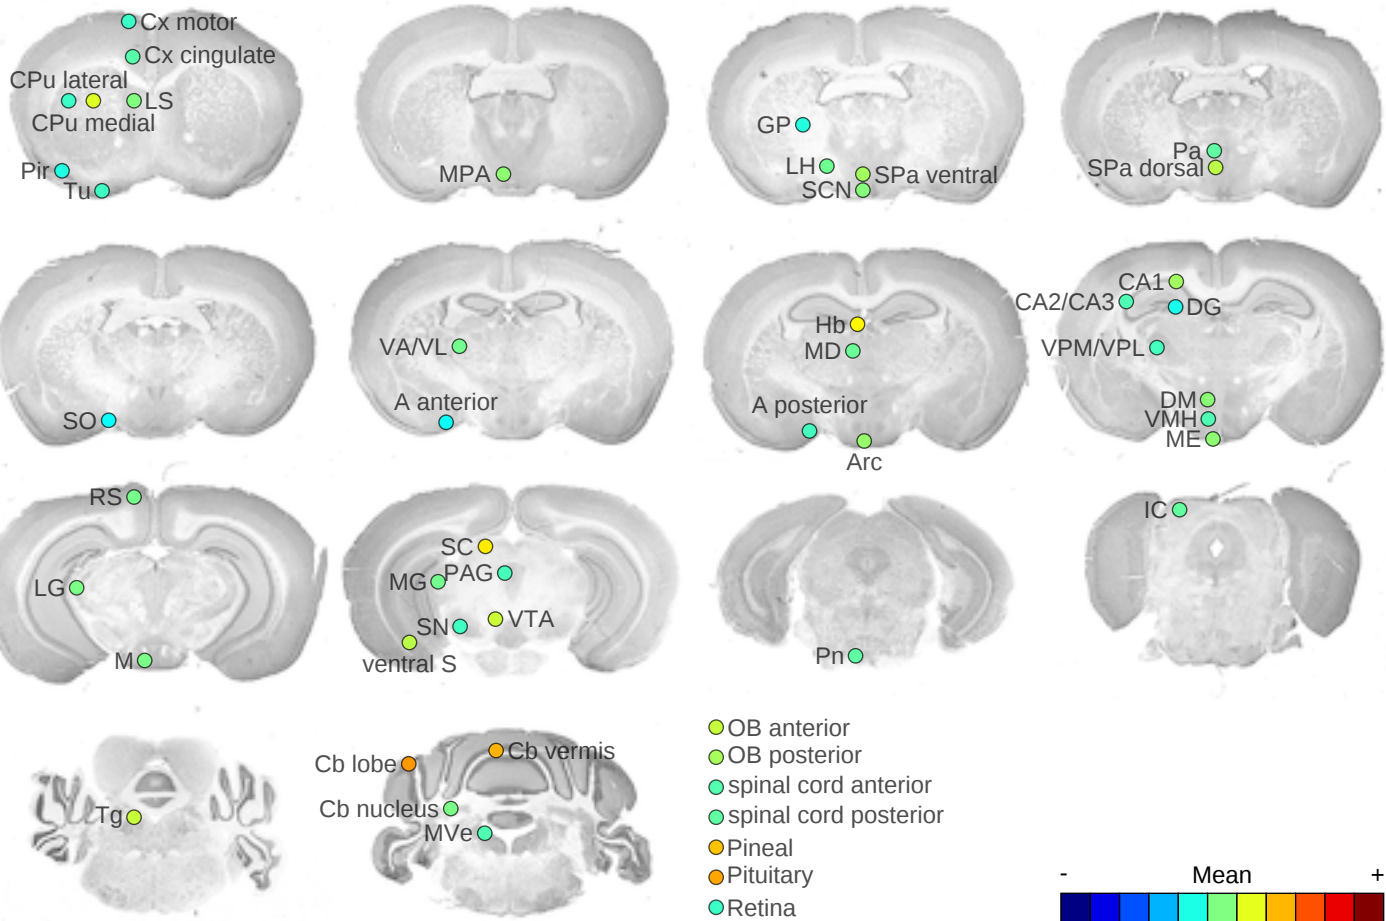 Cx motor
Cx cingulate
CPu lateral
LS
CPu medial
Pir
Tu
MPA
GP
LH
SPa ventral
SCN
Pa
SPa dorsal
SO
VA/VL
A anterior
Hb
MD
A posterior
Arc
CA1
CA2/CA3
DG
VPM/VPL
DM
VMH
ME
RS
LG
M
SC
MG
PAG
SN
VTA
ventral S
Pn
IC
Tg
Cb lobe
Cb vermis
Cb nucleus
MVe
OB anterior
OB posterior
spinal cord anterior
spinal cord posterior
Pineal
Pituitary
Retina
- Mean +